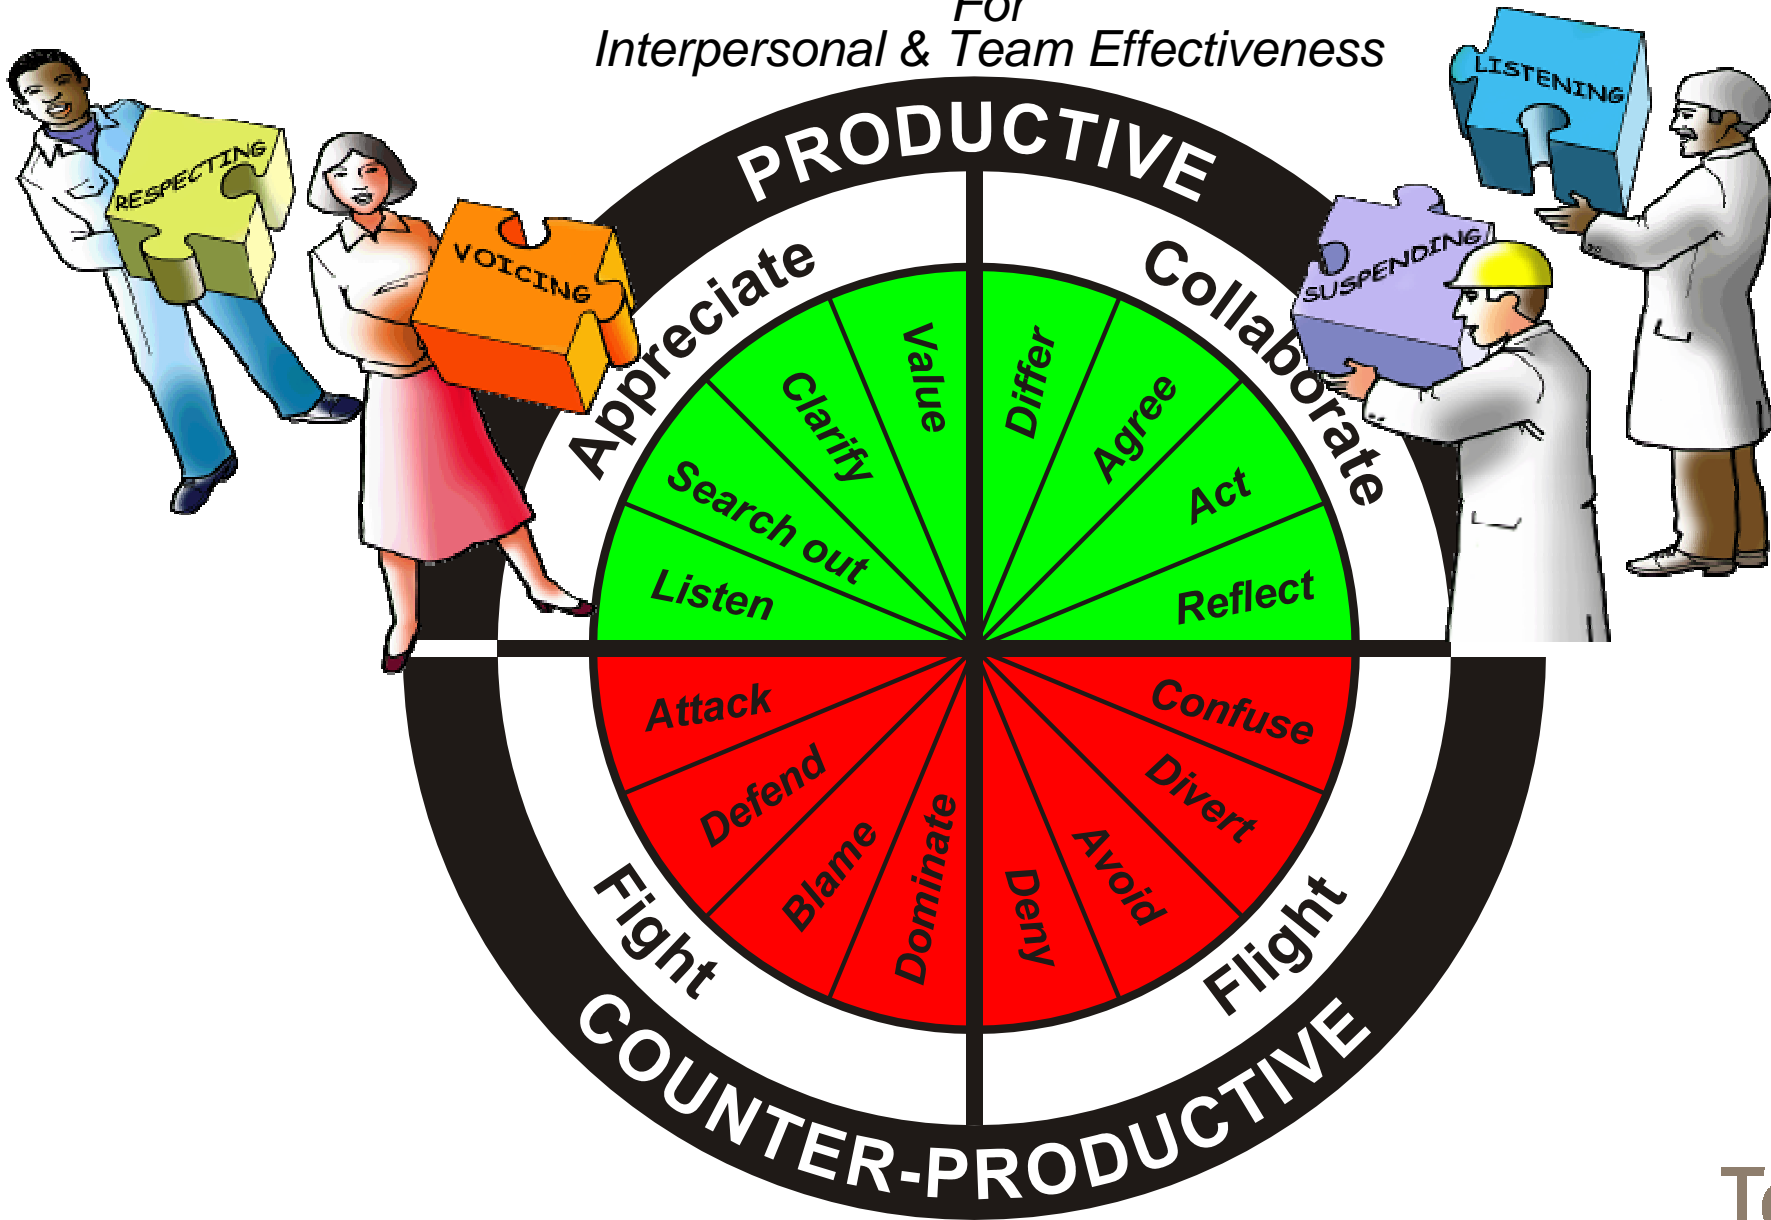 For
Interpersonal & Team Effectiveness
RESPECTING
VOICING
LISTENING
SUSPENDING
PRODUCTIVE
Appreciate
Collaborate
Listen
Search out
Clarify
Value
Differ
Agree
Act
Reflect
Attack
Defend
Blame
Dominate
Deny
Avoid
Divert
Confuse
Fight
Flight
COUNTER-PRODUCTIVE